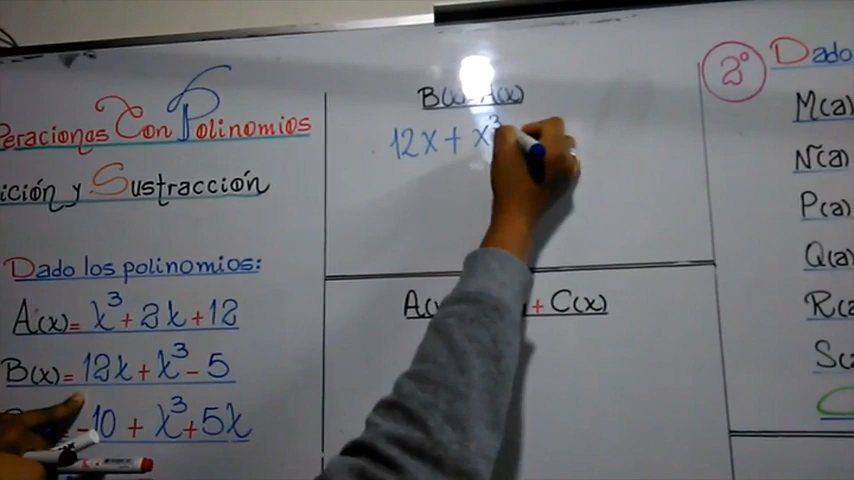 Peraciones Con Polinomios
ición y Sustracción
Dado los polinomios:
A(x)= x³+2x+12
B(x)= 12x+x³-5
-10 + x³+5x
B(x)-A(x)
12x+x³
+ C(x)
2°
Dado
M(a)
N(a)
P(a)
Q(a)
R(a
S(